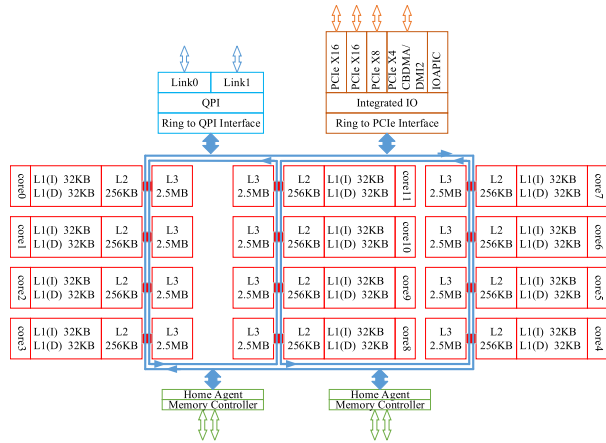 PCIe X16
PCIe X16
PCIe X8
PCIe X4
CBDMA/
DMI2
IOAPIC
Link0 Link1
QPI
Integrated IO
Ring to QPI Interface
Ring to PCIe Interface
core0 L1(I) 32KB L2 L3 L3 L2 L1(I) 32KB core11 L3 L2 L1(I) 32KB core7
L1(D) 32KB 256KB 2.5MB 2.5MB 256KB L1(D) 32KB 2.5MB 256KB L1(D) 32KB
core1 L1(I) 32KB L2 L3 L3 L2 L1(I) 32KB core10 L3 L2 L1(I) 32KB core6
L1(D) 32KB 256KB 2.5MB 2.5MB 256KB L1(D) 32KB 2.5MB 256KB L1(D) 32KB
core2 L1(I) 32KB L2 L3 L3 L2 L1(I) 32KB core9 L3 L2 L1(I) 32KB core5
L1(D) 32KB 256KB 2.5MB 2.5MB 256KB L1(D) 32KB 2.5MB 256KB L1(D) 32KB
core3 L1(I) 32KB L2 L3 L3 L2 L1(I) 32KB core8 L3 L2 L1(I) 32KB core4
L1(D) 32KB 256KB 2.5MB 2.5MB 256KB L1(D) 32KB 2.5MB 256KB L1(D) 32KB
Home Agent
Memory Controller
Home Agent
Memory Controller